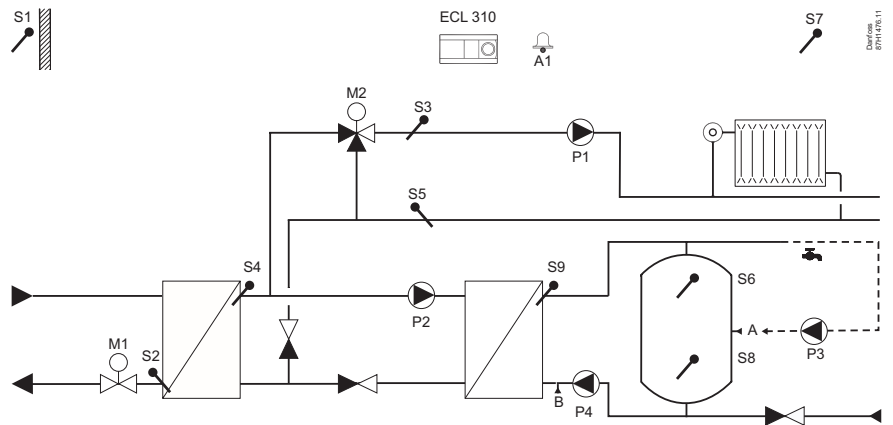 S1
ECL 310
A1
S7
Danfoss
87H1476.11
M2
S3
P1
S5
S4
S9
S6
P2
A
P3
M1
S2
S8
B
P4